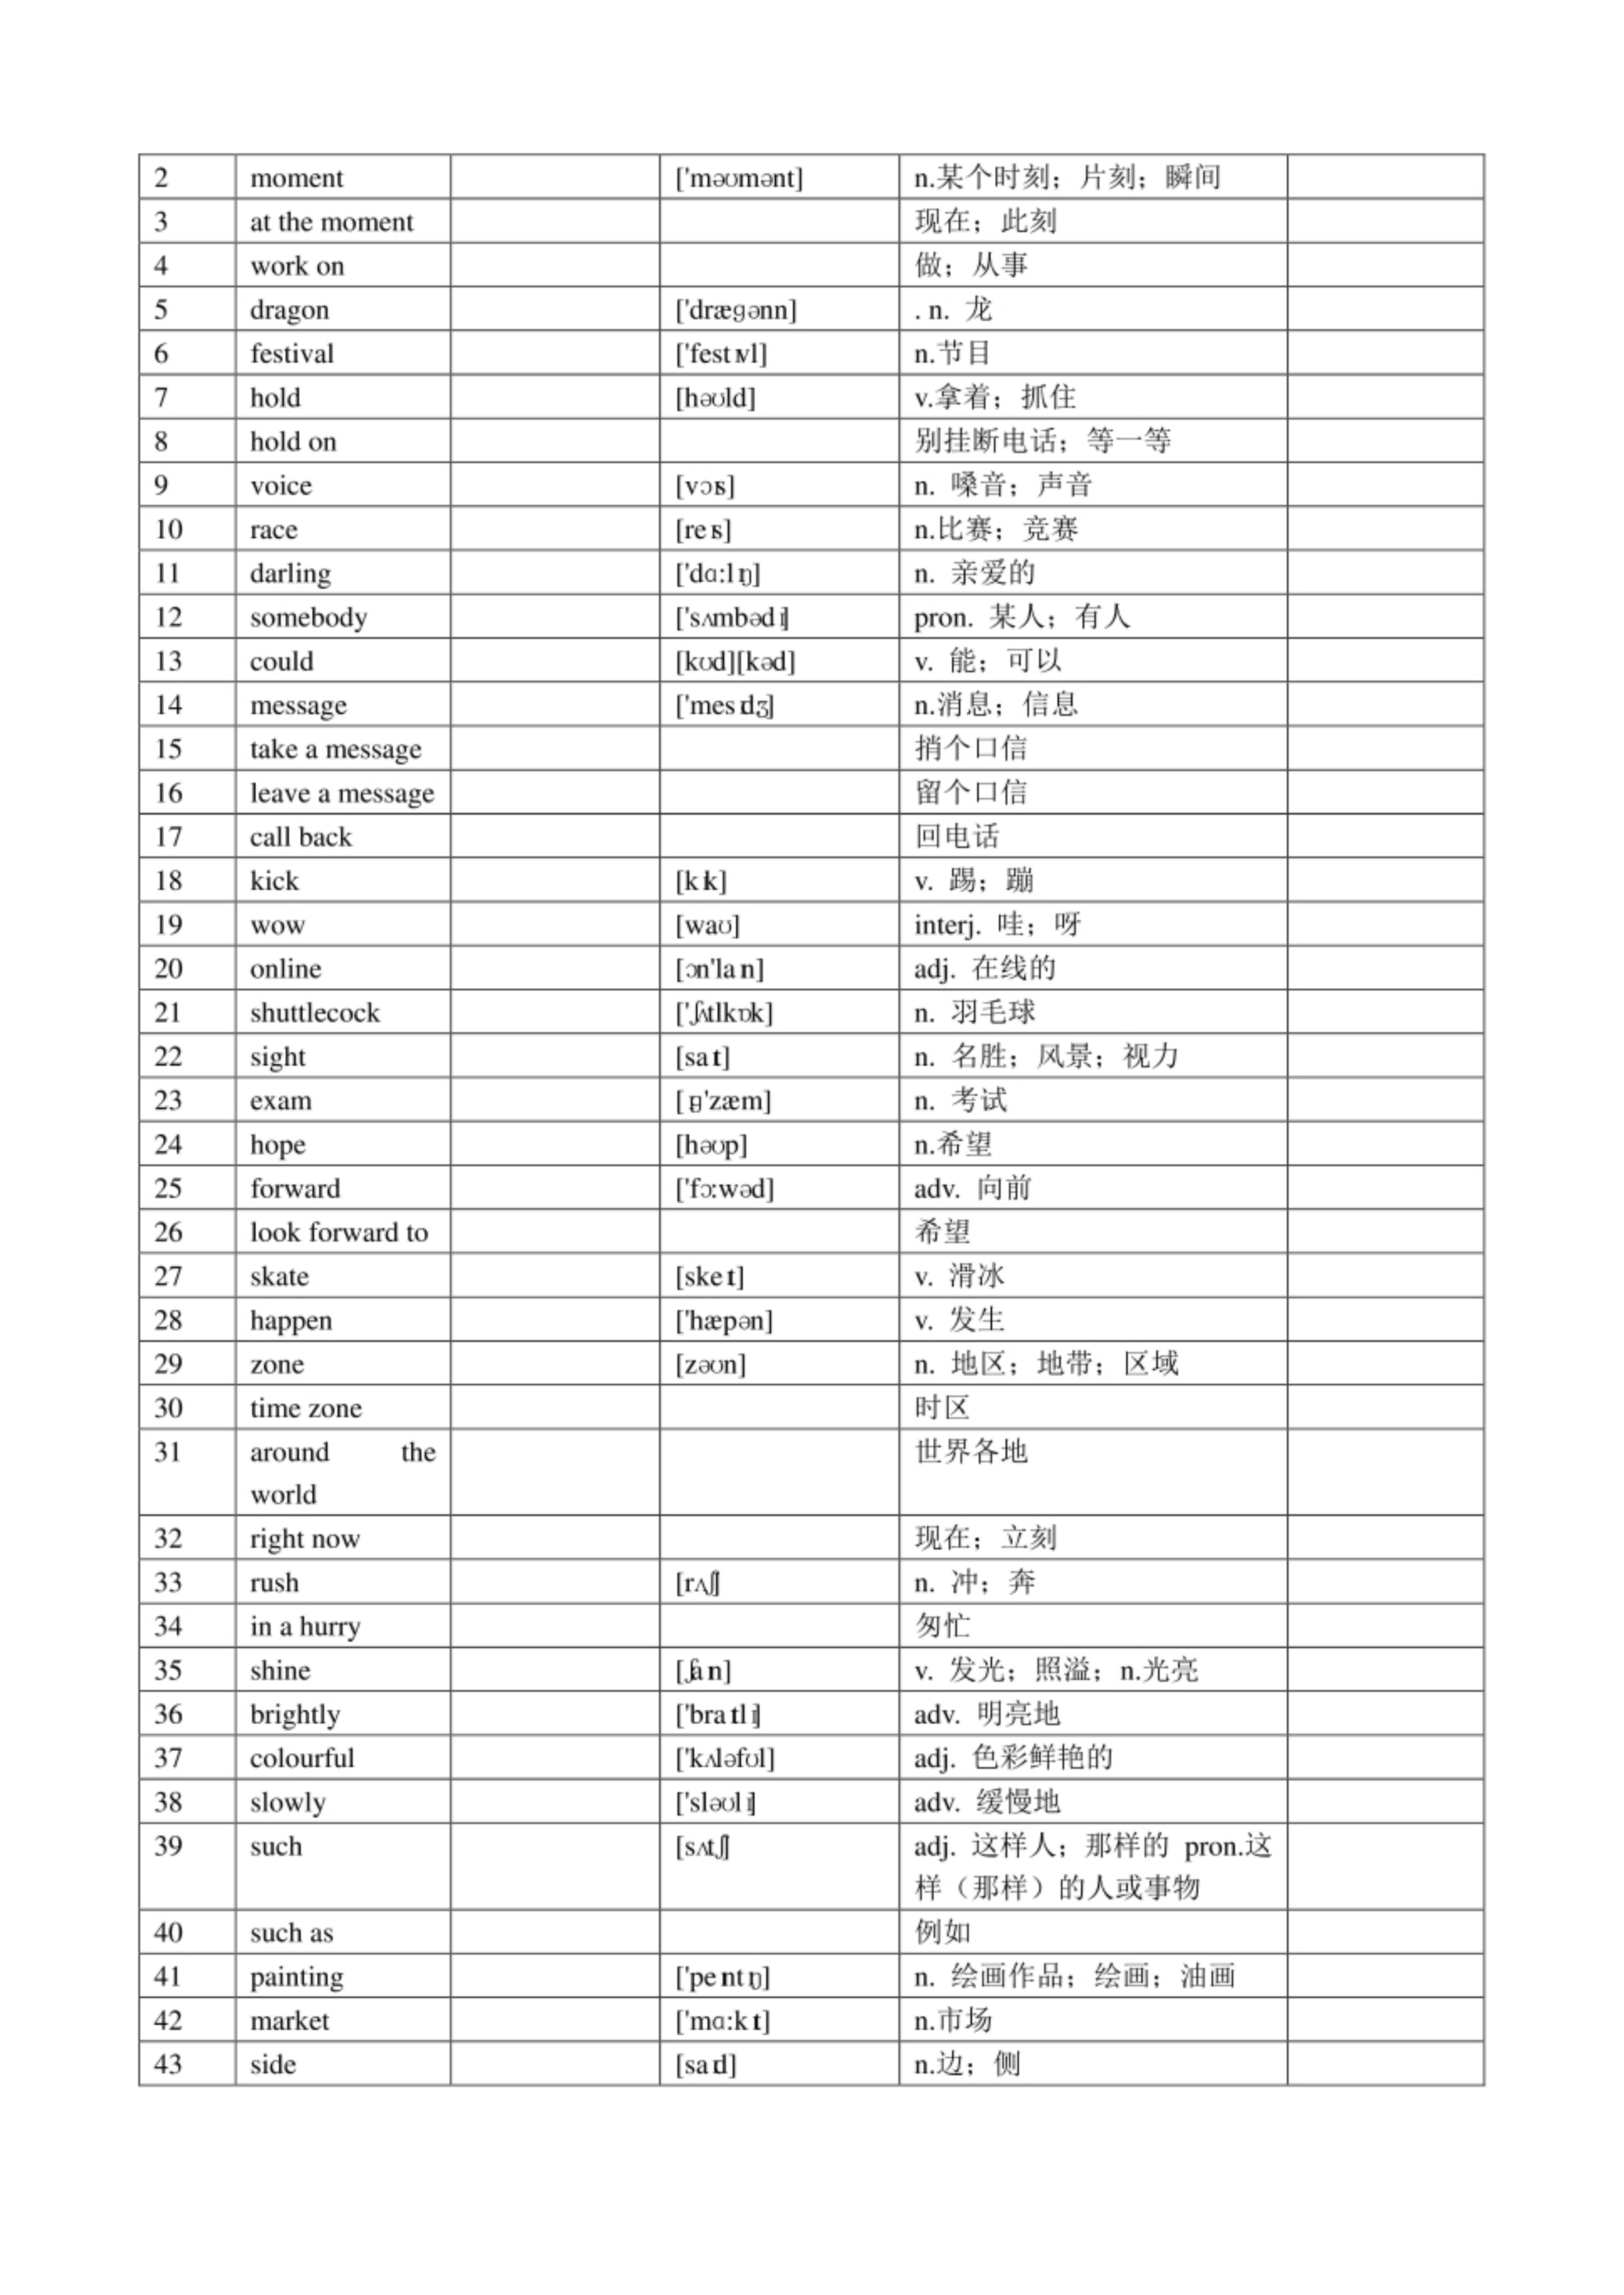 2 moment ['məʊmənt] n.某个时刻；片刻；瞬间
3 at the moment 现在；此刻
4 work on 做；从事
5 dragon ['drægənn] . n. 龙
6 festival ['festɪvl] n.节目
7 hold [həʊld] v.拿着；抓住
8 hold on 别挂断电话；等一等
9 voice [vɔɪs] n. 嗓音；声音
10 race [reɪs] n.比赛；竞赛
11 darling ['dɑ:lɪŋ] n. 亲爱的
12 somebody ['sʌmbədɪ] pron. 某人；有人
13 could [kʊd][kəd] v. 能；可以
14 message ['mesɪdʒ] n.消息；信息
15 take a message 捎个口信
16 leave a message 留个口信
17 call back 回电话
18 kick [kɪk] v. 踢；蹦
19 wow [waʊ] interj. 哇；呀
20 online [ɔn'laɪn] adj. 在线的
21 shuttlecock ['ʃʌtlkɒk] n. 羽毛球
22 sight [saɪt] n. 名胜；风景；视力
23 exam [ɪg'zæm] n. 考试
24 hope [həʊp] n.希望
25 forward ['fɔ:wəd] adv. 向前
26 look forward to 希望
27 skate [skeɪt] v. 滑冰
28 happen ['hæpən] v. 发生
29 zone [zəʊn] n. 地区；地带；区域
30 time zone 时区
31 around the 世界各地
world
32 right now 现在；立刻
33 rush [rʌʃ] n. 冲；奔
34 in a hurry 匆忙
35 shine [ʃaɪn] v. 发光；照溢；n.光亮
36 brightly ['braɪtlɪ] adv. 明亮地
37 colourful ['kʌləfʊl] adj. 色彩鲜艳的
38 slowly ['sləʊlɪ] adv. 缓慢地
39 such [sʌtʃ] adj. 这样人；那样的 pron.这
样（那样）的人或事物
40 such as 例如
41 painting ['peɪntɪŋ] n. 绘画作品；绘画；油画
42 market ['mɑ:kɪt] n.市场
43 side [saɪd] n.边；侧